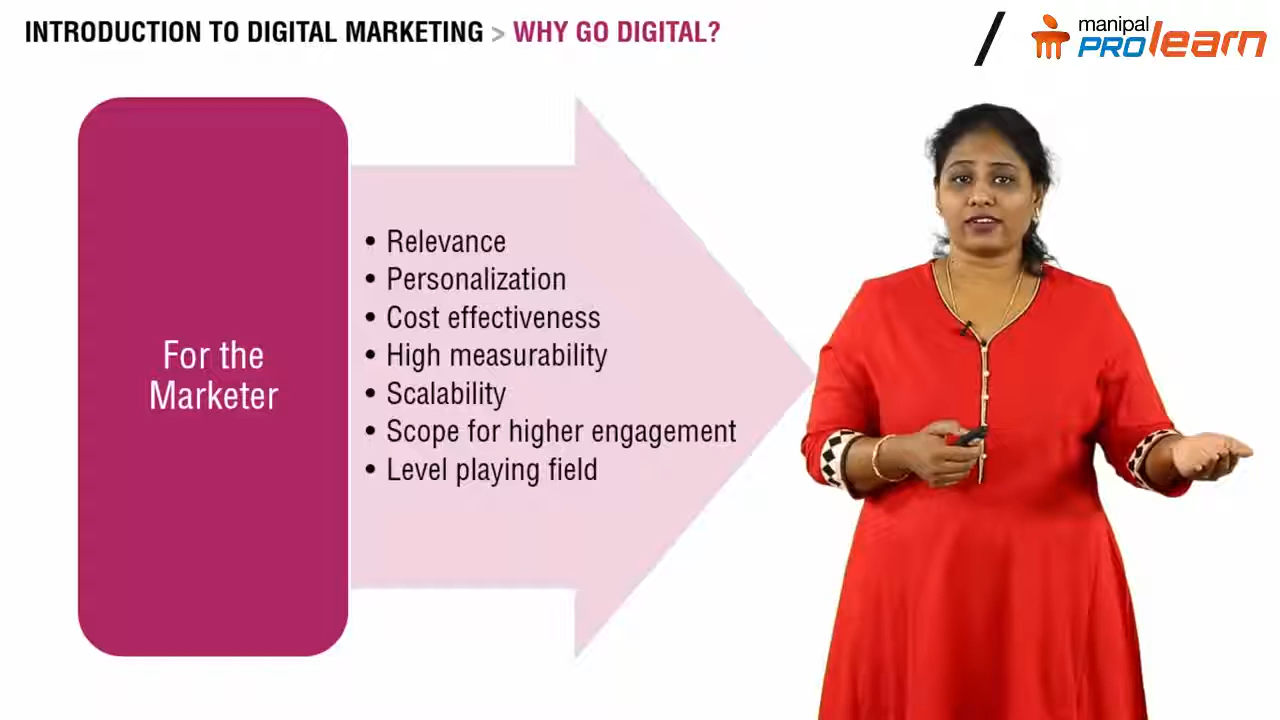 INTRODUCTION TO DIGITAL MARKETING > WHY GO DIGITAL?
manipal
PROlearn
For the
Marketer
• Relevance
• Personalization
• Cost effectiveness
• High measurability
• Scalability
• Scope for higher engagement
• Level playing field